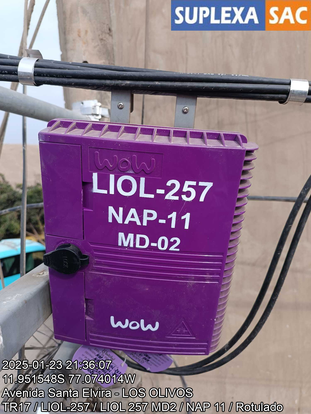 SUPLEXA SAC
WOW
LIOL-257
NAP-11
MD-02
WOW
2025-01-23 21:36:07
11.951548S 77.074014W
Avenida Santa Elvira - LOS OLIVOS
TR17 / LIOL-257 / LIOL 257 MD2 / NAP 11 / Rotulado